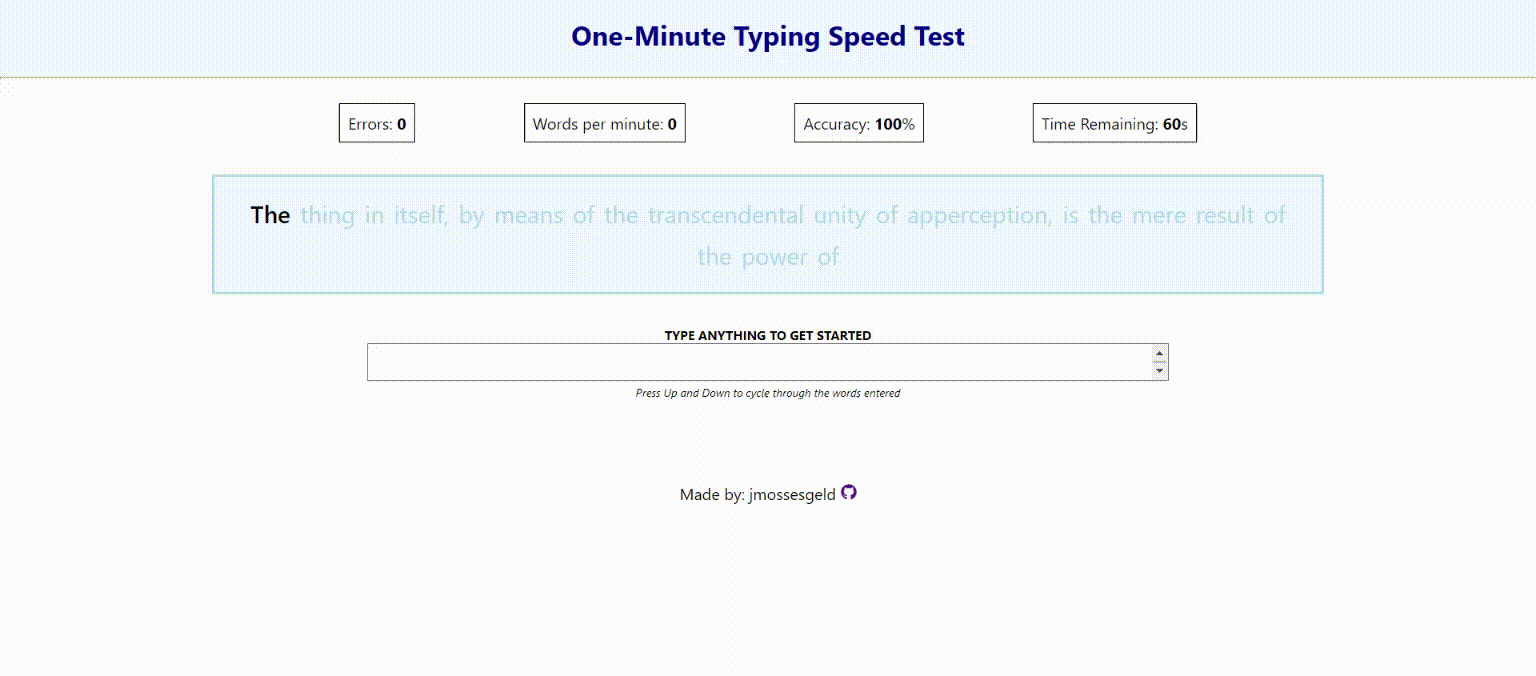 One-Minute Typing Speed Test
Errors: 0 Words per minute: 0 Accuracy: 100% Time Remaining: 60s
The thing in itself, by means of the transcendental unity of apperception, is the mere result of
the power of
TYPE ANYTHING TO GET STARTED
Press Up and Down to cycle through the words entered
Made by: jmossesgeld